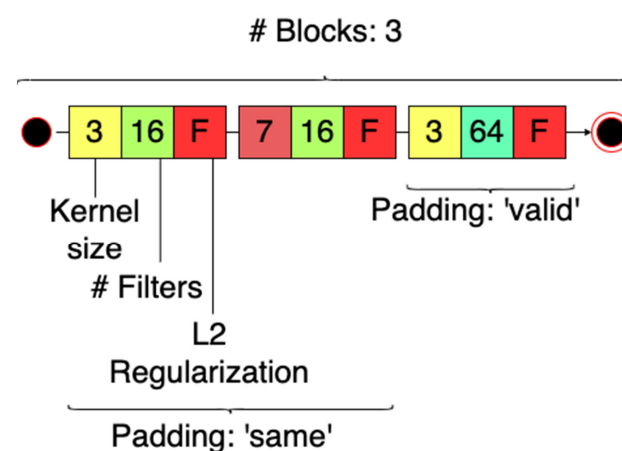 # Blocks: 3
3 16 F 7 16 F 3 64 F
Kernel
size
Padding: 'valid'
# Filters
L2
Regularization
Padding: 'same'